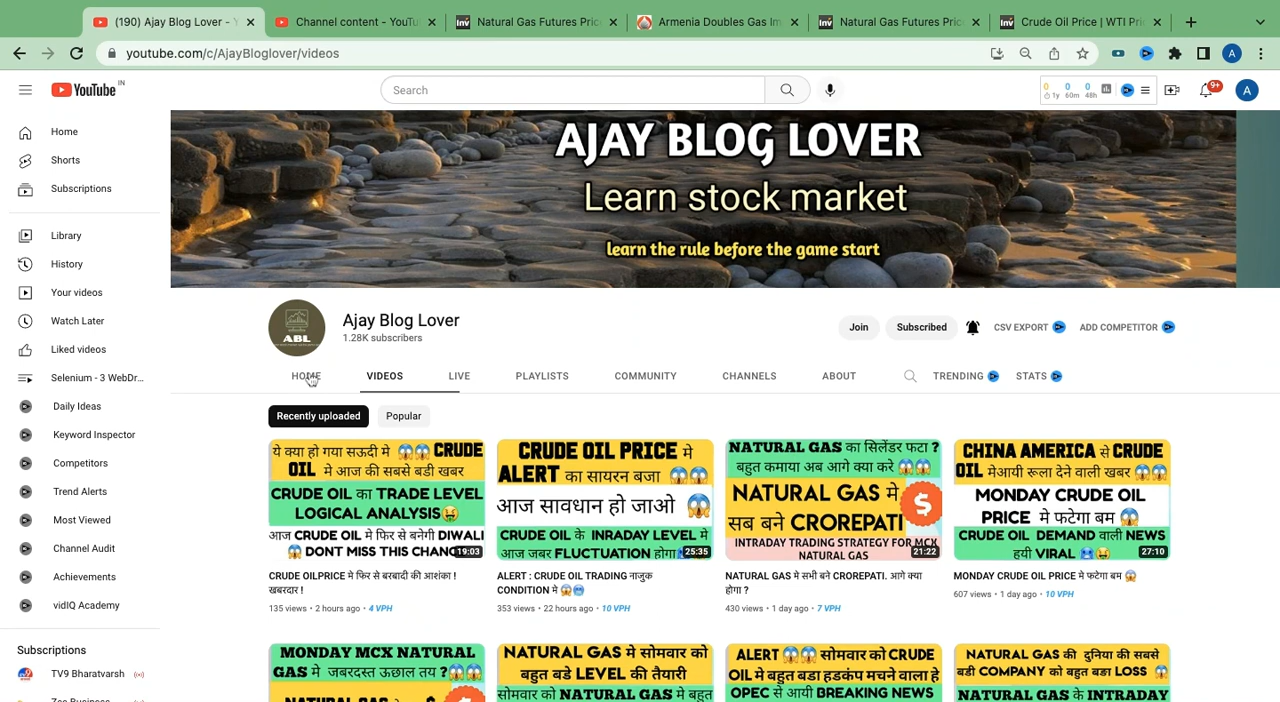 (190) Ajay Blog Lover - Y
Channel content - YouTu
Natural Gas Futures Pric
Armenia Doubles Gas Im
Natural Gas Futures Pric
Crude Oil Price | WTI Pri
youtube.com/c/AjayBloglover/videos
YouTube IN
Search
0 0 0
1y 60m 48h
9+
A
Home
Shorts
Subscriptions
Library
History
Your videos
Watch Later
Liked videos
Selenium - 3 WebDr...
Daily Ideas
Keyword Inspector
Competitors
Trend Alerts
Most Viewed
Channel Audit
Achievements
vidIQ Academy
Subscriptions
TV9 Bharatvarsh
AJAY BLOG LOVER
Learn stock market
learn the rule before the game start
ABL
Ajay Blog Lover
1.28K subscribers
Join
Subscribed
CSV EXPORT
ADD COMPETITOR
HOME
VIDEOS
LIVE
PLAYLISTS
COMMUNITY
CHANNELS
ABOUT
TRENDING
STATS
Recently uploaded
Popular
ये क्या हो गया सऊदी मे 😱😱 CRUDE
OIL मे आज की सबसे बडी खबर
CRUDE OIL का TRADE LEVEL
LOGICAL ANALYSIS
आज CRUDE OIL मे फिर से बनेगी DIWALI
😱 DONT MISS THIS CHANC
19:03
CRUDE OILPRICE मे फिर से बरबादी की आशंका !
खबरदार !
135 views • 2 hours ago • 4 VPH
CRUDE OIL PRICE मे
ALERT का सायरन बजा 😱😱
आज सावधान हो जाओ 😱
CRUDE OIL के INRADAY LEVEL मे
आज जबर FLUCTUATION होगा
25:35
ALERT : CRUDE OIL TRADING नाजुक
CONDITION मे 😱🥶
353 views • 22 hours ago • 10 VPH
NATURAL GAS का सिलेंडर फटा ?
बहुत कमाया अब आगे क्या करे 😱😱
NATURAL GAS मे
सब बने CROREPATI
$
INTRADAY TRADING STRATEGY FOR MCX
NATURAL GAS
21:22
NATURAL GAS मे सभी बने CROREPATI. आगे क्या
होगा ?
430 views • 1 day ago • 7 VPH
CHINA AMERICA से CRUDE
OIL मेआयी रूला देने वाली खबर 😱😱
MONDAY CRUDE OIL
PRICE मे फटेगा बम 😱
CRUDE OIL DEMAND वाली NEWS
हयी VIRAL
27:10
MONDAY CRUDE OIL PRICE मे फटेगा बम 😱
607 views • 1 day ago • 10 VPH
MONDAY MCX NATURAL
GAS मे जबरदस्त ऊछाल तय ?😱😱
NATURAL GAS मे सोमवार को
बहुत बडे LEVEL की तैयारी
सोमवार को NATURAL GAS मे बहुत
ALERT 😱😱 सोमवार को CRUDE
OIL मे बहुत बडा हडकंप मचने वाला हे
OPEC से आयी BREAKING NEWS
NATURAL GAS की दुनिया की सबसे
बडी COMPANY को बहुत बङा LOSS 😱
NATURAL GAS के INTRADAY